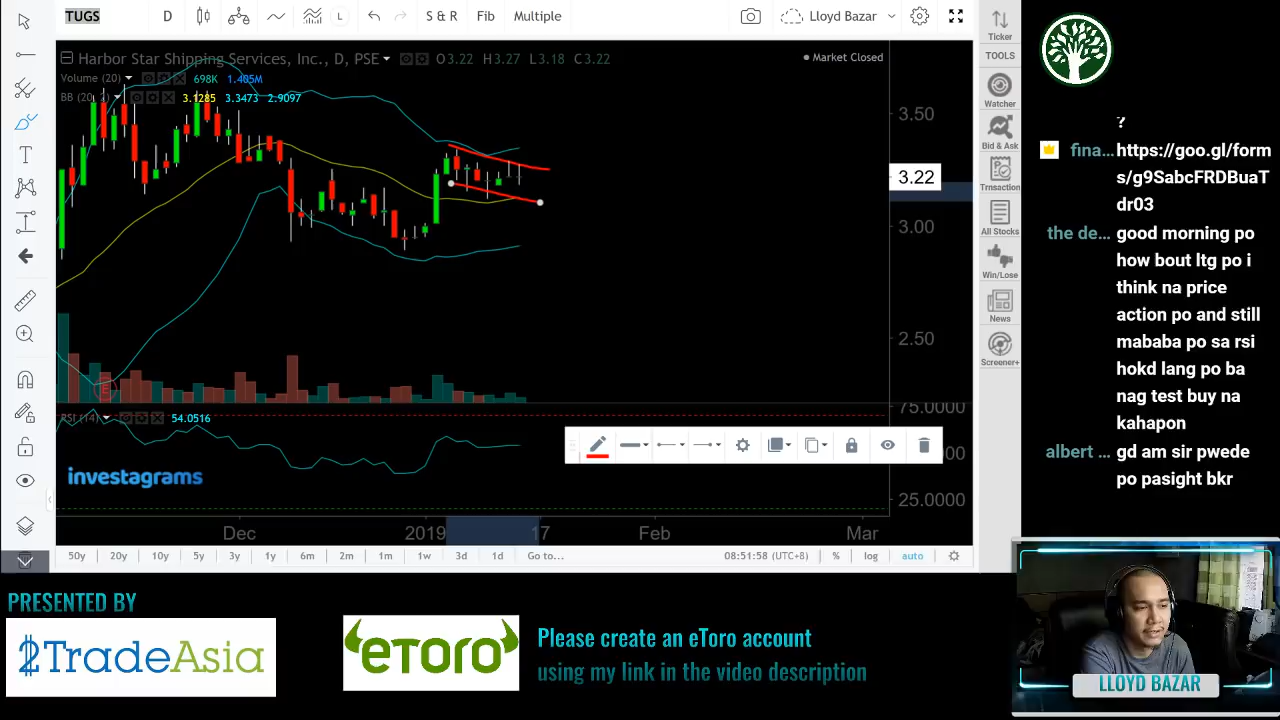 TUGS
D
L
S & R
Fib
Multiple
Lloyd Bazar
Harbor Star Shipping Services, Inc., D, PSE
O3.22 H3.27 L3.18 C3.22
Market Closed
Volume (20)
698K 1.405M
BB (20, 2)
3.1285 3.3473 2.9097
3.50
3.22
3.00
2.50
E
RSI (14)
54.0516
75.0000
25.0000
investagrams
Dec
2019
17
Feb
Mar
50y
20y
10y
5y
3y
1y
6m
2m
1m
1w
3d
1d
Go to...
08:51:58 (UTC+8)
%
log
auto
Ticker
TOOLS
Watcher
Bid & Ask
Trnsaction
All Stocks
Win/Lose
News
Screener+
?
fina... https://goo.gl/form
s/g9SabcFRDBuaT
dr03
the de... good morning po
how bout ltg po i
think na price
action po and still
mababa po sa rsi
hokd lang po ba
nag test buy na
kahapon
albert ... gd am sir pwede
po pasight bkr
PRESENTED BY
2TradeAsia
eToro
Please create an eToro account
using my link in the video description
LLOYD BAZAR